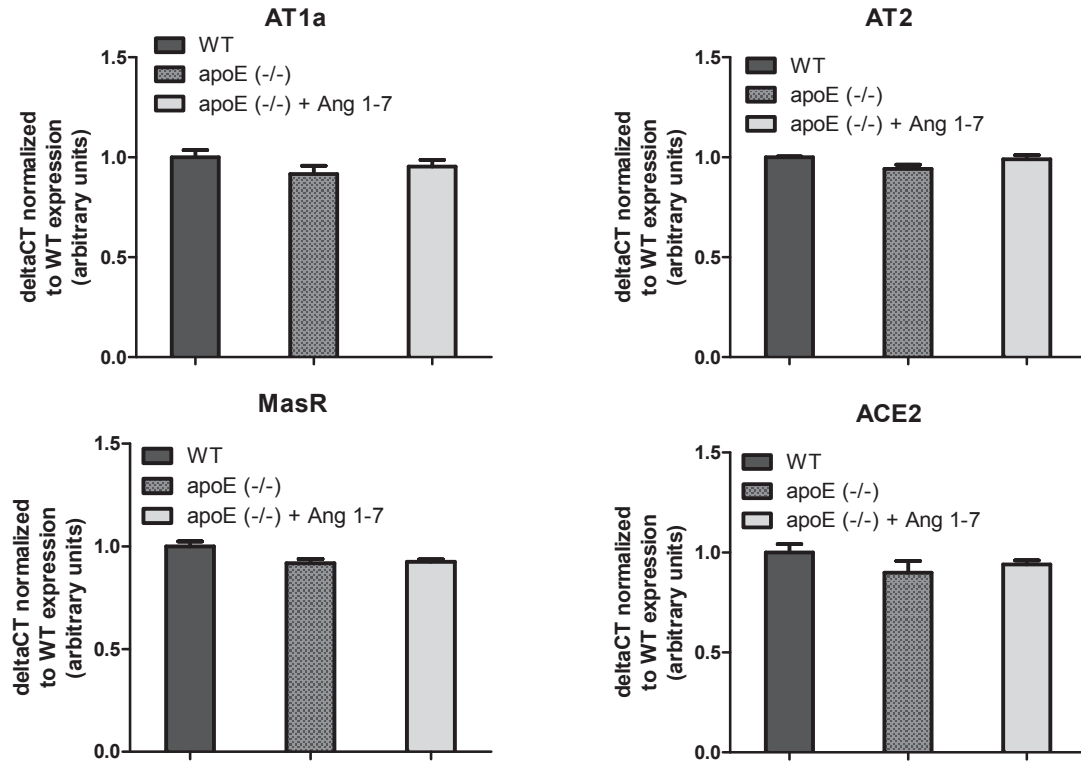 AT1a
WT
apoE (-/-)
apoE (-/-) + Ang 1-7
deltaCT normalized
to WT expression
(arbitrary units)
1.5
1.0
0.5
0.0
AT2
WT
apoE (-/-)
apoE (-/-) + Ang 1-7
deltaCT normalized
to WT expression
(arbitrary units)
1.5
1.0
0.5
0.0
MasR
WT
apoE (-/-)
apoE (-/-) + Ang 1-7
deltaCT normalized
to WT expression
(arbitrary units)
1.5
1.0
0.5
0.0
ACE2
WT
apoE (-/-)
apoE (-/-) + Ang 1-7
deltaCT normalized
to WT expression
(arbitrary units)
1.5
1.0
0.5
0.0